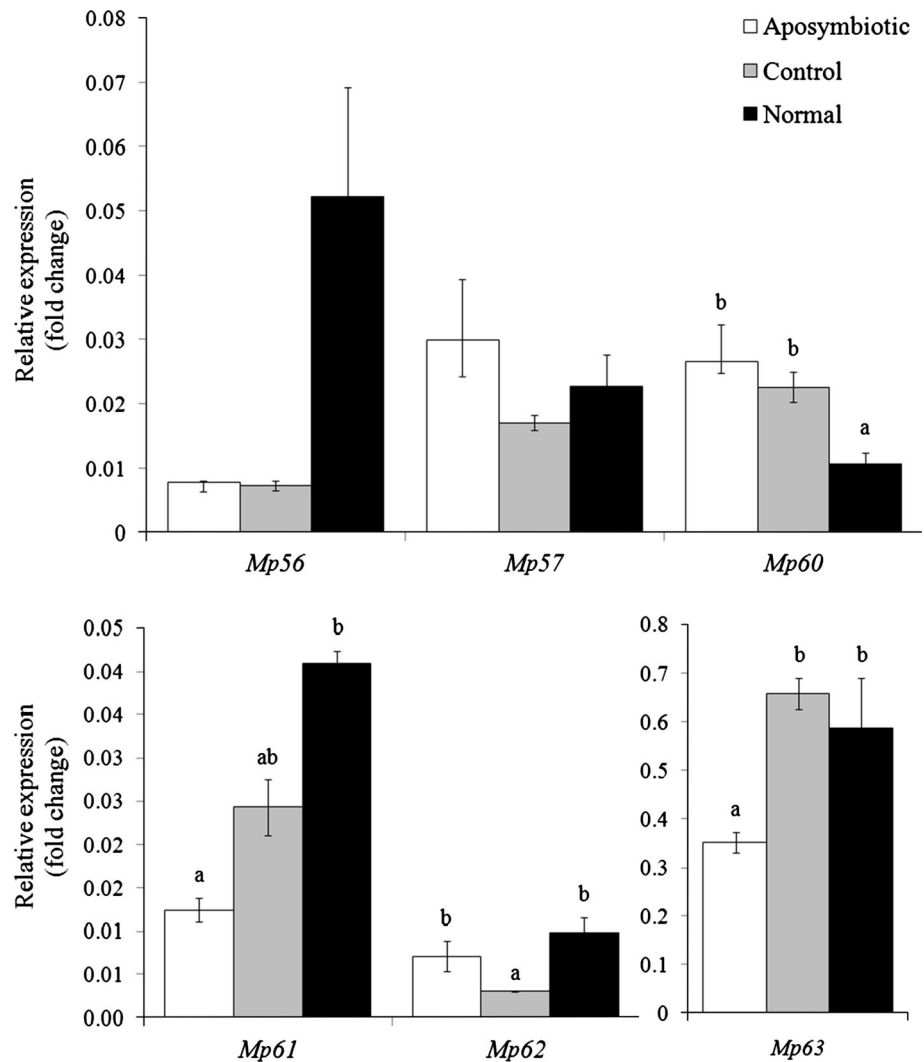 0.08
Aposymbiotic
0.07
Control
Normal
0.06
0.05
0.04
0.03
0.02
0.01
0
Relative expression
(fold change)
b
b
a
Mp56 Mp57 Mp60
0.05
0.04
0.04
0.03
0.03
0.02
0.02
0.01
0.01
0.00
Relative expression
(fold change)
a
ab
b
b
a
b
Mp61 Mp62
0.8
0.7
0.6
0.5
0.4
0.3
0.2
0.1
0
a
b
b
Mp63